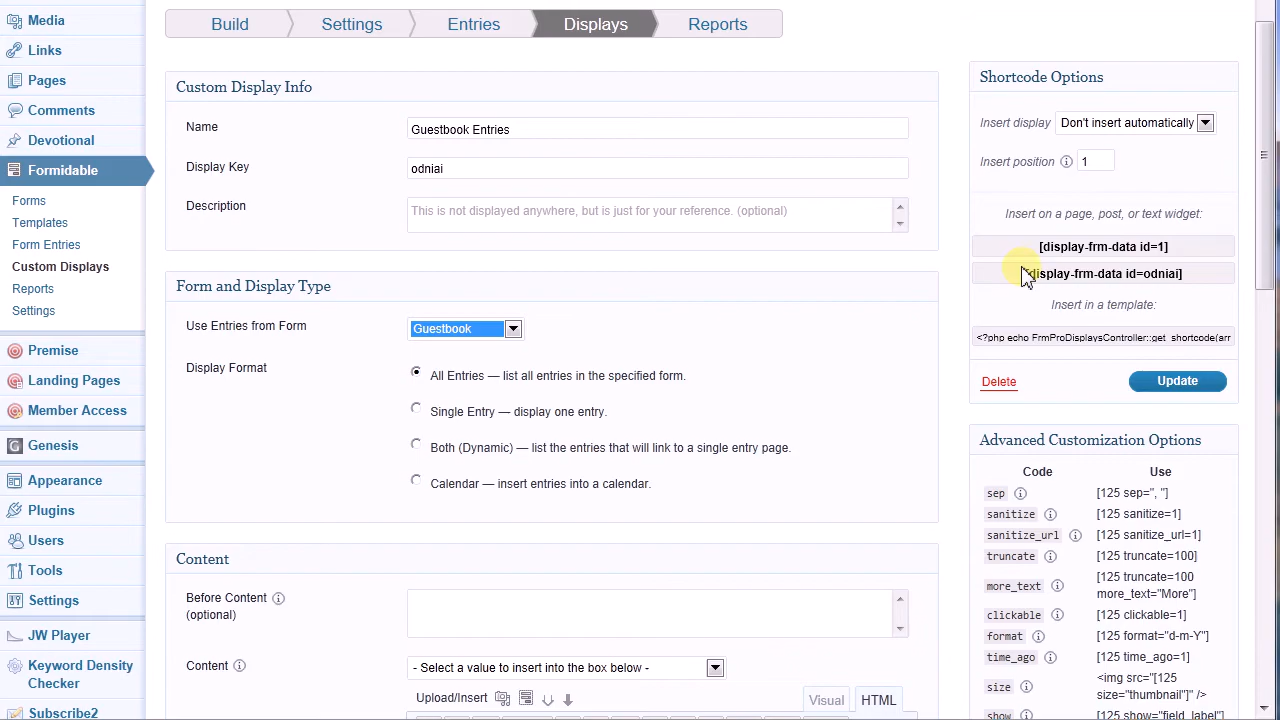 Media
Links
Pages
Comments
Devotional
Formidable
Forms
Templates
Form Entries
Custom Displays
Reports
Settings
Premise
Landing Pages
Member Access
Genesis
Appearance
Plugins
Users
Tools
Settings
JW Player
Keyword Density
Checker
Subscribe2
Build Settings Entries Displays Reports
Custom Display Info
Name Guestbook Entries
Display Key odniai
Description This is not displayed anywhere, but is just for your reference. (optional)
Form and Display Type
Use Entries from Form Guestbook
Display Format
All Entries — list all entries in the specified form.
Single Entry — display one entry.
Both (Dynamic) — list the entries that will link to a single entry page.
Calendar — insert entries into a calendar.
Content
Before Content
(optional)
Content - Select a value to insert into the box below -
Upload/Insert Visual HTML
Shortcode Options
Insert display Don't insert automatically
Insert position 1
Insert on a page, post, or text widget:
[display-frm-data id=1]
display-frm-data id=odniai]
Insert in a template:
<?php echo FrmProDisplaysController::get_shortcode(arr
Delete Update
Advanced Customization Options
Code Use
sep [125 sep=", "]
sanitize [125 sanitize=1]
sanitize_url [125 sanitize_url=1]
truncate [125 truncate=100]
more_text [125 truncate=100
more_text="More"]
clickable [125 clickable=1]
format [125 format="d-m-Y"]
time_ago [125 time_ago=1]
size <img src="[125
size="thumbnail"]" />
show [125 show="field_label"]